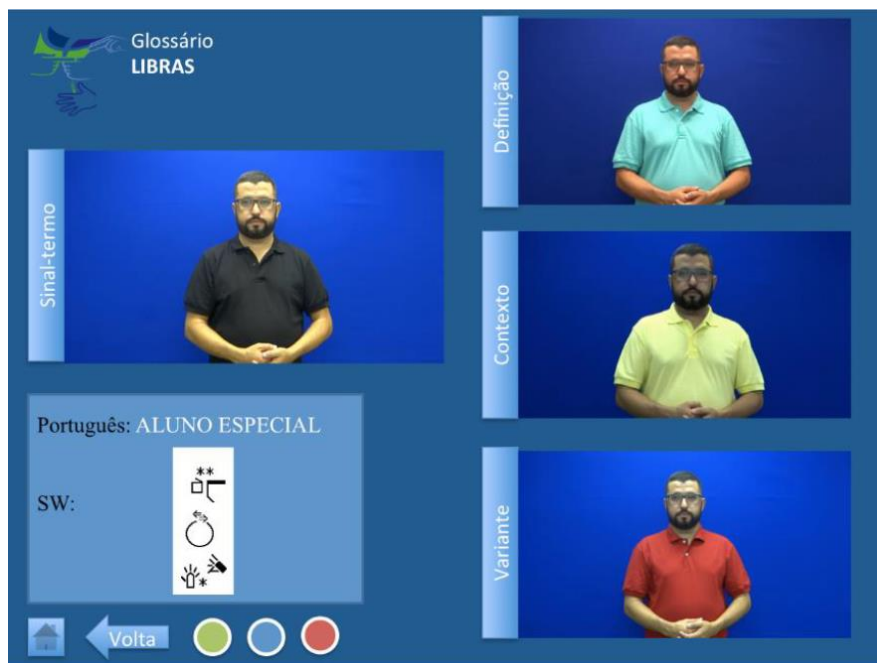 Glossário
LIBRAS
Sinal-termo
Português: ALUNO ESPECIAL
SW:
Volta
Definição
Contexto
Variante